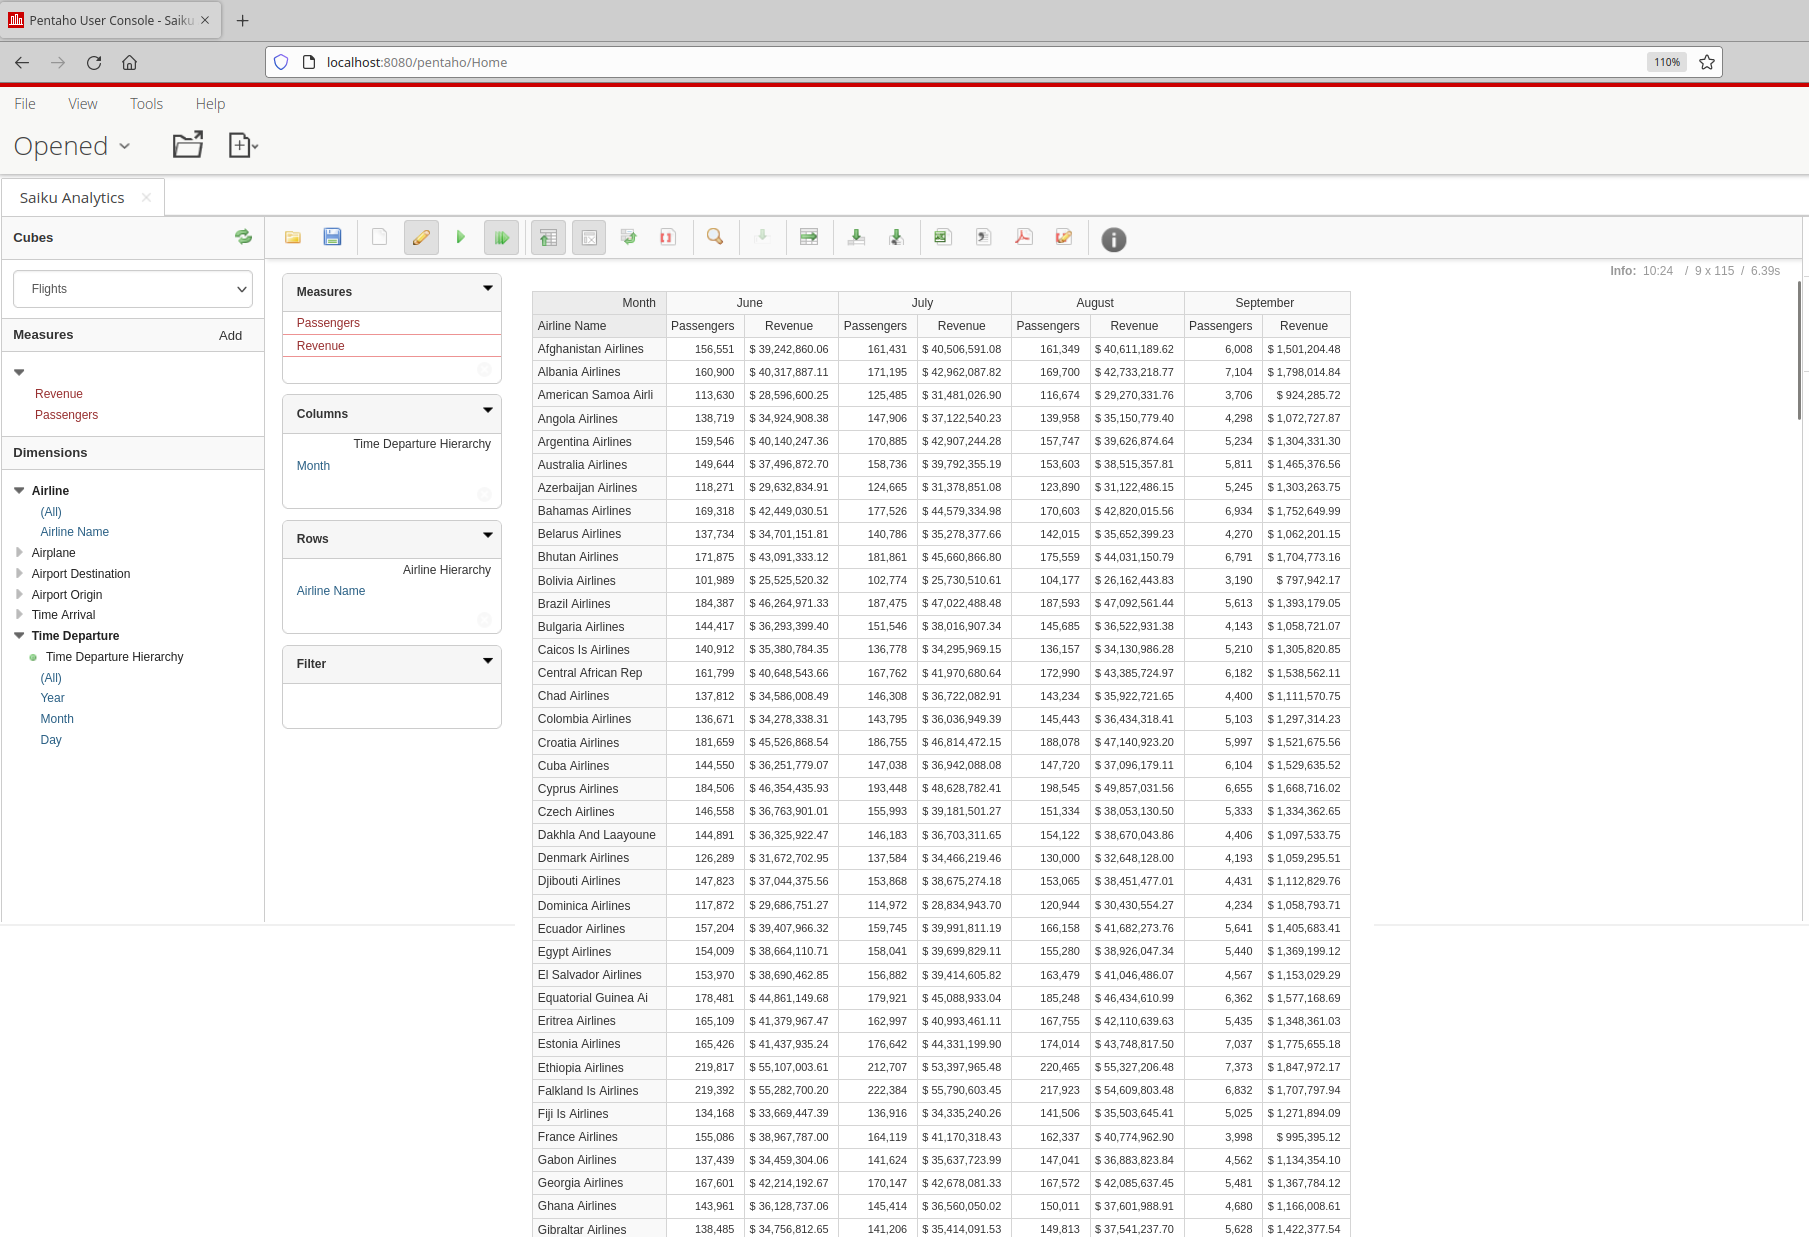 Pentaho User Console - Saiku
localhost:8080/pentaho/Home
110%
File View Tools Help
Opened
Saiku Analytics
Cubes
Flights
Measures Add
Revenue
Passengers
Dimensions
Airline
(All)
Airline Name
Airplane
Airport Destination
Airport Origin
Time Arrival
Time Departure
Time Departure Hierarchy
(All)
Year
Month
Day
Measures
Passengers
Revenue
Columns
Time Departure Hierarchy
Month
Rows
Airline Hierarchy
Airline Name
Filter
Info: 10:24 / 9 x 115 / 6.39s
Month June July August September
Airline Name Passengers Revenue Passengers Revenue Passengers Revenue Passengers Revenue
Afghanistan Airlines 156,551 $ 39,242,860.06 161,431 $ 40,506,591.08 161,349 $ 40,611,189.62 6,008 $ 1,501,204.48
Albania Airlines 160,900 $ 40,317,887.11 171,195 $ 42,962,087.82 169,700 $ 42,733,218.77 7,104 $ 1,798,014.84
American Samoa Airli 113,630 $ 28,596,600.25 125,485 $ 31,481,026.90 116,674 $ 29,270,331.76 3,706 $ 924,285.72
Angola Airlines 138,719 $ 34,924,908.38 147,906 $ 37,122,540.23 139,958 $ 35,150,779.40 4,298 $ 1,072,727.87
Argentina Airlines 159,546 $ 40,140,247.36 170,885 $ 42,907,244.28 157,747 $ 39,626,874.64 5,234 $ 1,304,331.30
Australia Airlines 149,644 $ 37,496,872.70 158,736 $ 39,792,355.19 153,603 $ 38,515,357.81 5,811 $ 1,465,376.56
Azerbaijan Airlines 118,271 $ 29,632,834.91 124,665 $ 31,378,851.08 123,890 $ 31,122,486.15 5,245 $ 1,303,263.75
Bahamas Airlines 169,318 $ 42,449,030.51 177,526 $ 44,579,334.98 170,603 $ 42,820,015.56 6,934 $ 1,752,649.99
Belarus Airlines 137,734 $ 34,701,151.81 140,786 $ 35,278,377.66 142,015 $ 35,652,399.23 4,270 $ 1,062,201.15
Bhutan Airlines 171,875 $ 43,091,333.12 181,861 $ 45,660,866.80 175,559 $ 44,031,150.79 6,791 $ 1,704,773.16
Bolivia Airlines 101,989 $ 25,525,520.32 102,774 $ 25,730,510.61 104,177 $ 26,162,443.83 3,190 $ 797,942.17
Brazil Airlines 184,387 $ 46,264,971.33 187,475 $ 47,022,488.48 187,593 $ 47,092,561.44 5,613 $ 1,393,179.05
Bulgaria Airlines 144,417 $ 36,293,399.40 151,546 $ 38,016,907.34 145,685 $ 36,522,931.38 4,143 $ 1,058,721.07
Caicos Is Airlines 140,912 $ 35,380,784.35 136,778 $ 34,295,969.15 136,157 $ 34,130,986.28 5,210 $ 1,305,820.85
Central African Rep 161,799 $ 40,648,543.66 167,762 $ 41,970,680.64 172,990 $ 43,385,724.97 6,182 $ 1,538,562.11
Chad Airlines 137,812 $ 34,586,008.49 146,308 $ 36,722,082.91 143,234 $ 35,922,721.65 4,400 $ 1,111,570.75
Colombia Airlines 136,671 $ 34,278,338.31 143,795 $ 36,036,949.39 145,443 $ 36,434,318.41 5,103 $ 1,297,314.23
Croatia Airlines 181,659 $ 45,526,868.54 186,755 $ 46,814,472.15 188,078 $ 47,140,923.20 5,997 $ 1,521,675.56
Cuba Airlines 144,550 $ 36,251,779.07 147,038 $ 36,942,088.08 147,720 $ 37,096,179.11 6,104 $ 1,529,635.52
Cyprus Airlines 184,506 $ 46,354,435.93 193,448 $ 48,628,782.41 198,545 $ 49,857,031.56 6,655 $ 1,668,716.02
Czech Airlines 146,558 $ 36,763,901.01 155,993 $ 39,181,501.27 151,334 $ 38,053,130.50 5,333 $ 1,334,362.65
Dakhla And Laayoune 144,891 $ 36,325,922.47 146,183 $ 36,703,311.65 154,122 $ 38,670,043.86 4,406 $ 1,097,533.75
Denmark Airlines 126,289 $ 31,672,702.95 137,584 $ 34,466,219.46 130,000 $ 32,648,128.00 4,193 $ 1,059,295.51
Djibouti Airlines 147,823 $ 37,044,375.56 153,868 $ 38,675,274.18 153,065 $ 38,451,477.01 4,431 $ 1,112,829.76
Dominica Airlines 117,872 $ 29,686,751.27 114,972 $ 28,834,943.70 120,944 $ 30,430,554.27 4,234 $ 1,058,793.71
Ecuador Airlines 157,204 $ 39,407,966.32 159,745 $ 39,991,811.19 166,158 $ 41,682,273.76 5,641 $ 1,405,683.41
Egypt Airlines 154,009 $ 38,664,110.71 158,041 $ 39,699,829.11 155,280 $ 38,926,047.34 5,440 $ 1,369,199.12
El Salvador Airlines 153,970 $ 38,690,462.85 156,882 $ 39,414,605.82 163,479 $ 41,046,486.07 4,567 $ 1,153,029.29
Equatorial Guinea Ai 178,481 $ 44,861,149.68 179,921 $ 45,088,933.04 185,248 $ 46,434,610.99 6,362 $ 1,577,168.69
Eritrea Airlines 165,109 $ 41,379,967.47 162,997 $ 40,993,461.11 167,755 $ 42,110,639.63 5,435 $ 1,348,361.03
Estonia Airlines 165,426 $ 41,437,935.24 176,642 $ 44,331,199.90 174,014 $ 43,748,817.50 7,037 $ 1,775,655.18
Ethiopia Airlines 219,817 $ 55,107,003.61 212,707 $ 53,397,965.48 220,465 $ 55,327,206.48 7,373 $ 1,847,972.17
Falkland Is Airlines 219,392 $ 55,282,700.20 222,384 $ 55,790,603.45 217,923 $ 54,609,803.48 6,832 $ 1,707,797.94
Fiji Is Airlines 134,168 $ 33,669,447.39 136,916 $ 34,335,240.26 141,506 $ 35,503,645.41 5,025 $ 1,271,894.09
France Airlines 155,086 $ 38,967,787.00 164,119 $ 41,170,318.43 162,337 $ 40,774,962.90 3,998 $ 995,395.12
Gabon Airlines 137,439 $ 34,459,304.06 141,624 $ 35,637,723.99 147,041 $ 36,883,823.84 4,562 $ 1,134,354.10
Georgia Airlines 167,601 $ 42,214,192.67 170,147 $ 42,678,081.33 167,572 $ 42,085,637.45 5,481 $ 1,367,784.12
Ghana Airlines 143,961 $ 36,128,737.06 145,414 $ 36,560,050.02 150,011 $ 37,601,988.91 4,680 $ 1,166,008.61
Gibraltar Airlines 138,485 $ 34,756,812.65 141,206 $ 35,414,091.53 149,813 $ 37,541,237.70 5,628 $ 1,422,377.54